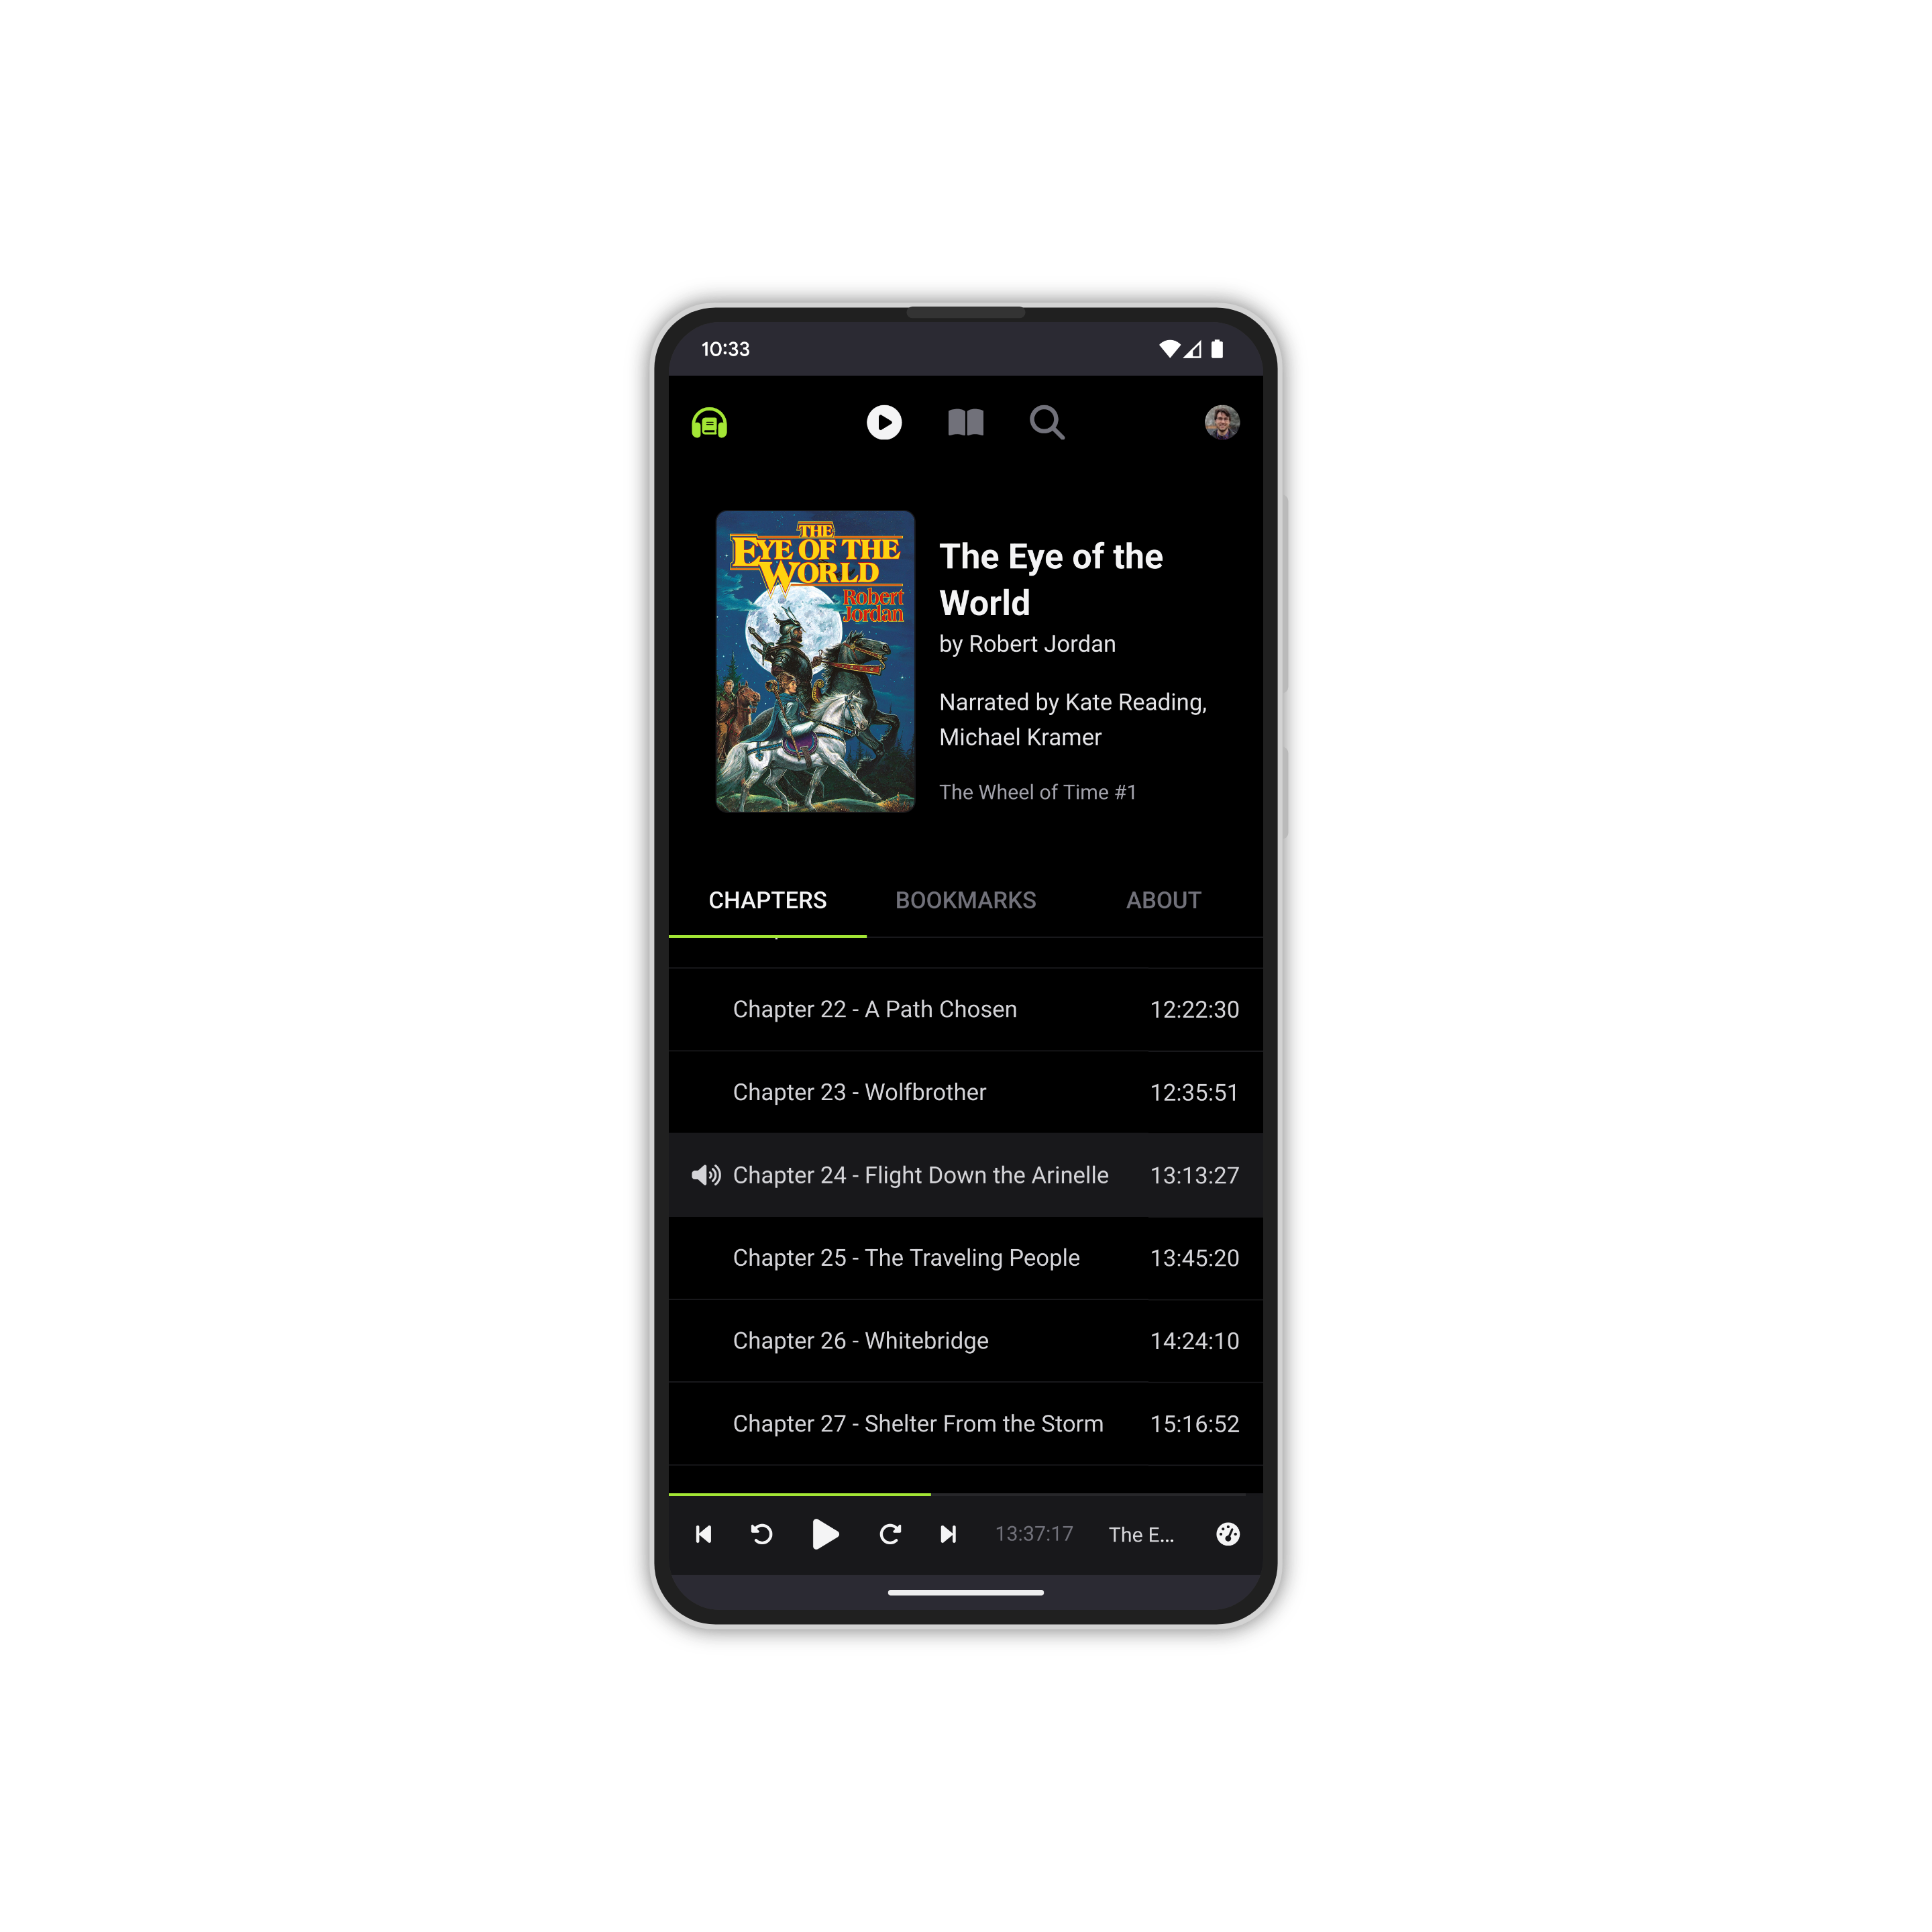 10:33
THE
EYE OF THE
WORLD
Robert
Jordan
The Eye of the
World
by Robert Jordan
Narrated by Kate Reading,
Michael Kramer
The Wheel of Time #1
CHAPTERS BOOKMARKS ABOUT
Chapter 22 - A Path Chosen 12:22:30
Chapter 23 - Wolfbrother 12:35:51
Chapter 24 - Flight Down the Arinelle 13:13:27
Chapter 25 - The Traveling People 13:45:20
Chapter 26 - Whitebridge 14:24:10
Chapter 27 - Shelter From the Storm 15:16:52
13:37:17 The E...